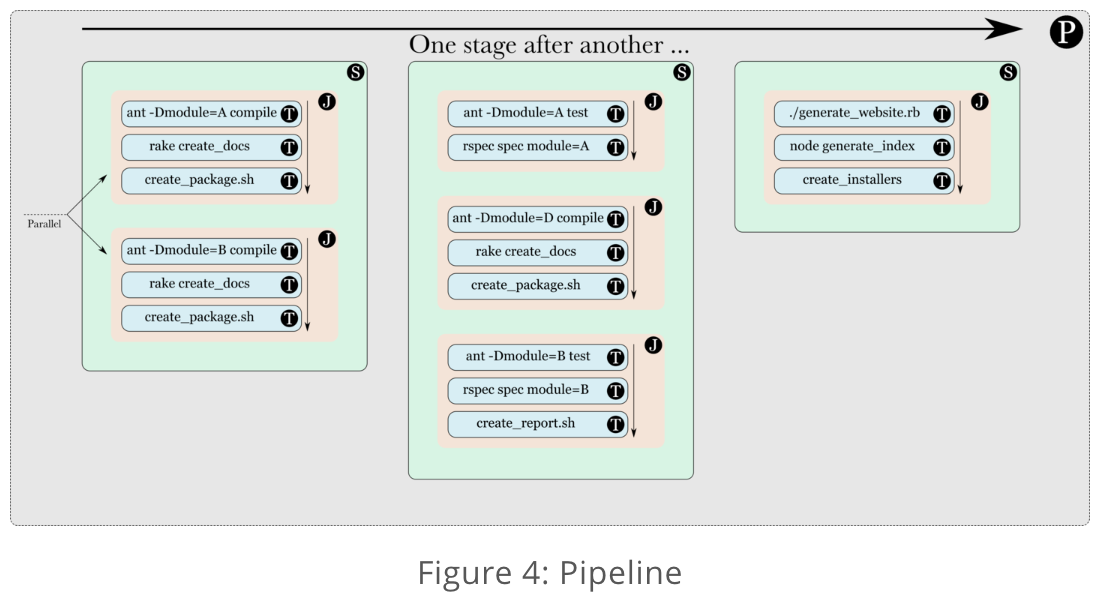 P
One stage after another ...
S
J
ant -Dmodule=A compile T
rake create_docs T
create_package.sh T
Parallel
J
ant -Dmodule=B compile T
rake create_docs T
create_package.sh T
S
J
ant -Dmodule=A test T
rspec spec module=A T
J
ant -Dmodule=D compile T
rake create_docs T
create_package.sh T
J
ant -Dmodule=B test T
rspec spec module=B T
create_report.sh T
S
J
./generate_website.rb T
node generate_index T
create_installers T
Figure 4: Pipeline